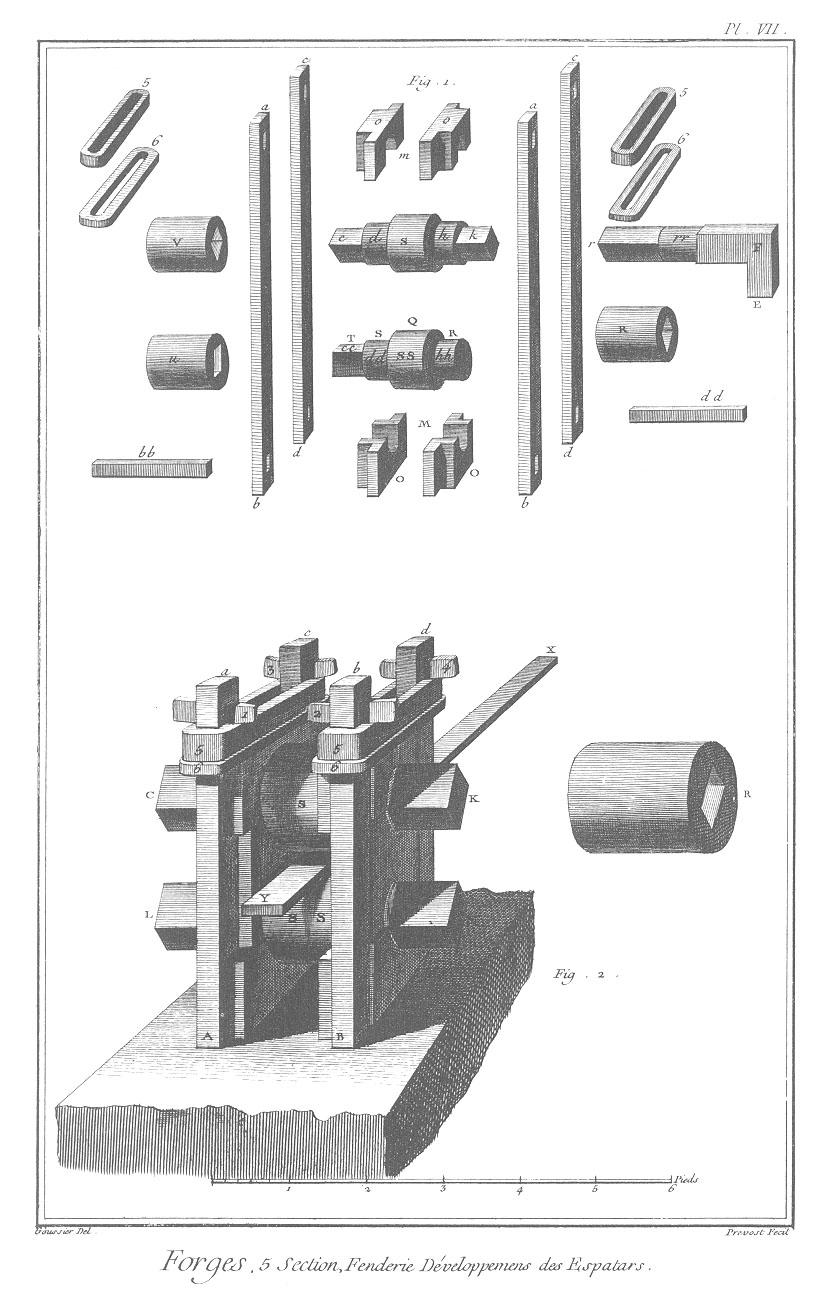 Pl. VII.
Fig. 1.
c
c
5
a
o
o
a
5
6
m
6
V
c
d
S
h
k
r
rr
F
E
Q
T
S
R
R
R
cc
dd
SS
hh
dd
M
bb
d
O
O
d
b
b
c
d
X
a
b
3
4
1
2
5
5
6
6
C
S
K
R
Y
L
S
S
Fig. 2.
A
B
1
2
3
4
5
6
Pieds
Goussier Del.
Prevost Fecit
Forges, 5 Section, Fenderie Développemens des Espatars.